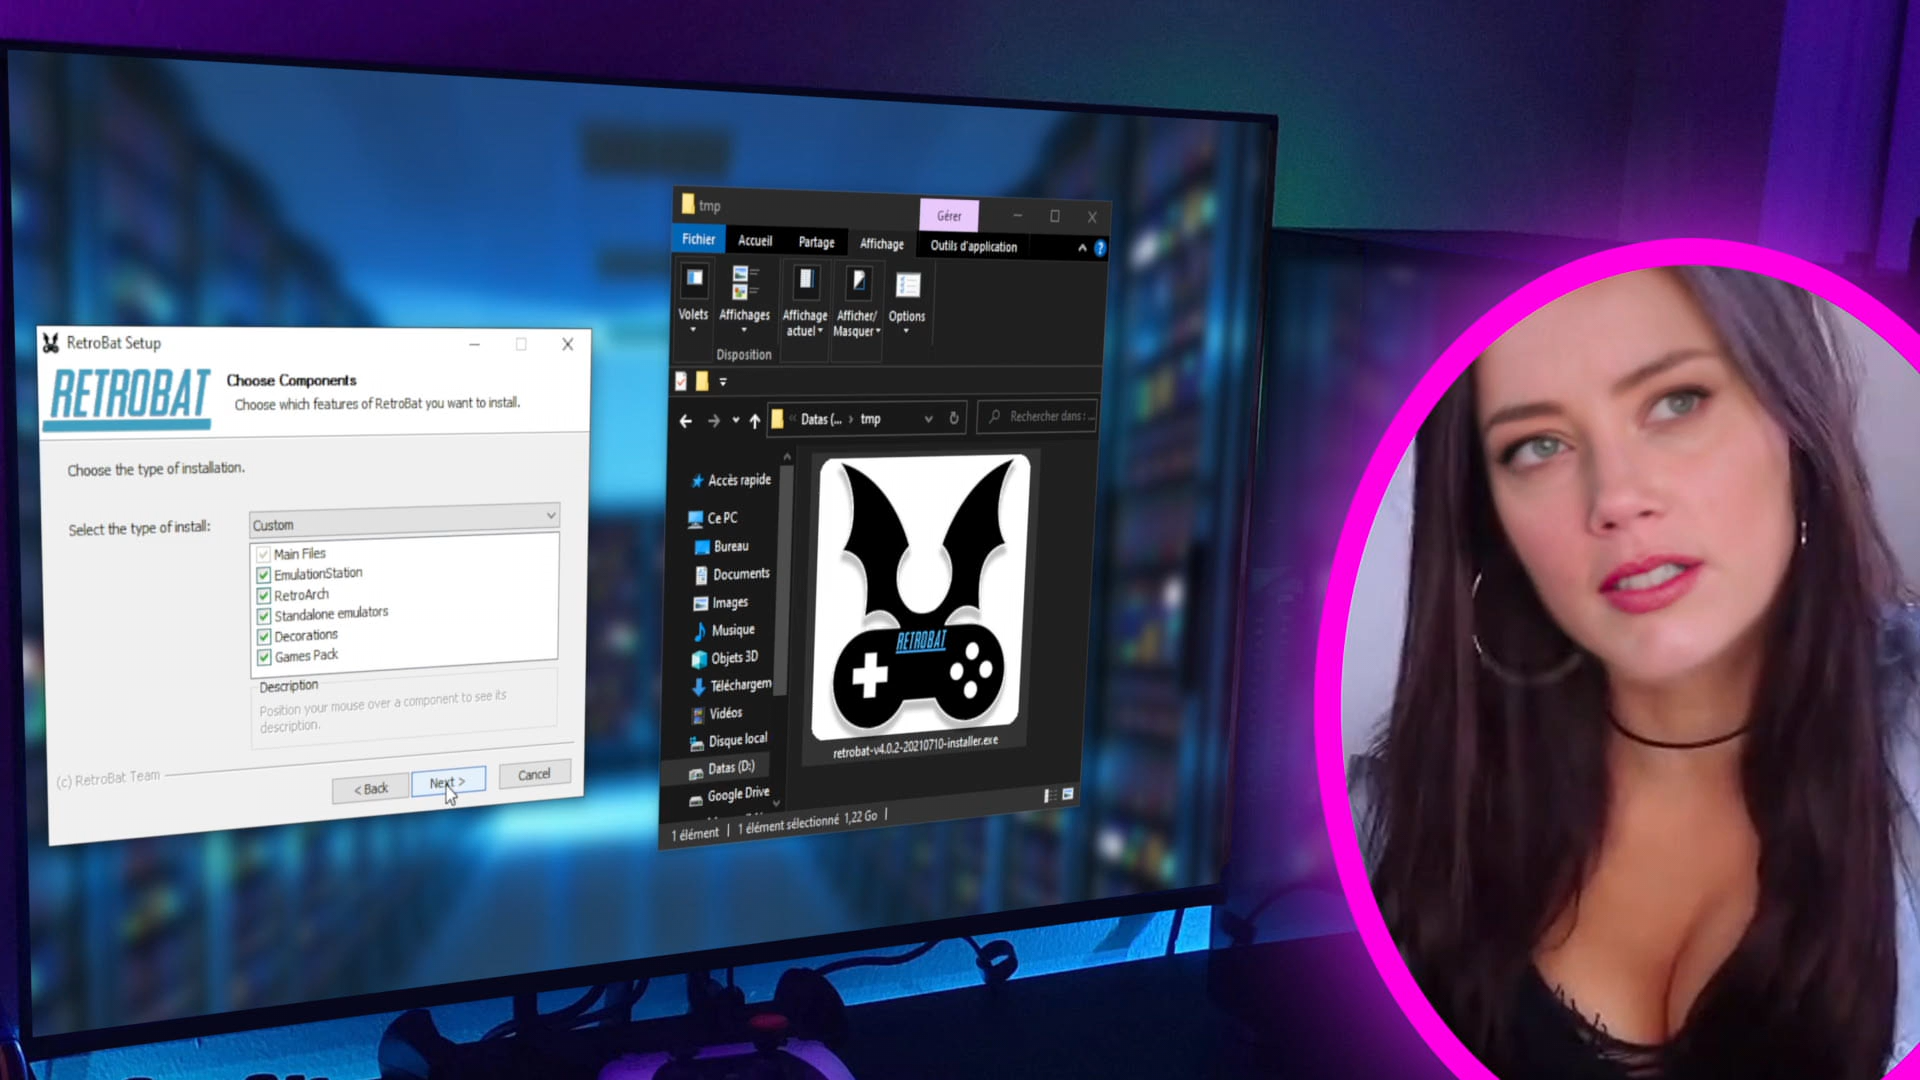 RetroBat Setup
RETROBAT
Choose Components
Choose which features of RetroBat you want to install.
Choose the type of installation.
Select the type of install:
Custom
Main Files
EmulationStation
RetroArch
Standalone emulators
Decorations
Games Pack
Description
Position your mouse over a component to see its
description.
(c) RetroBat Team
< Back
Next >
Cancel
tmp
Gérer
Fichier
Accueil
Partage
Affichage
Outils d'application
Volets
Affichages
Affichage
actuel
Afficher/
Masquer
Options
Disposition
« Datas (... > tmp
Rechercher dans : ...
Accès rapide
Ce PC
Bureau
Documents
Images
Musique
Objets 3D
Téléchargem
Vidéos
Disque local
Datas (D:)
Google Drive
RETROBAT
retrobat-v4.0.2-20210710-installer.exe
1 élément | 1 élément sélectionné 1,22 Go |